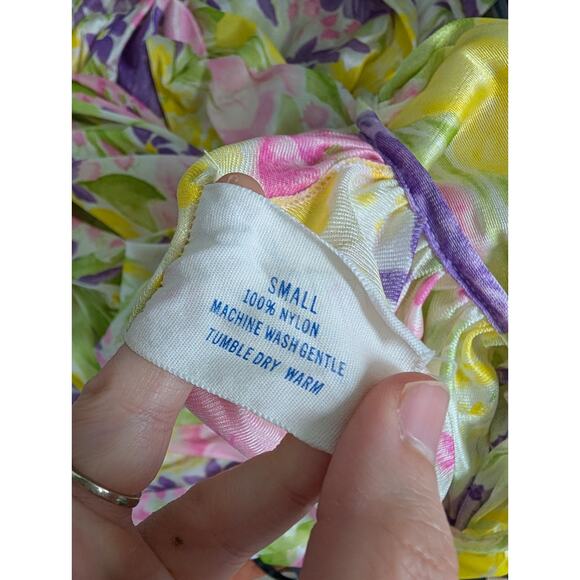 SMALL
100% NYLON
MACHINE WASH GENTLE
TUMBLE DRY WARM